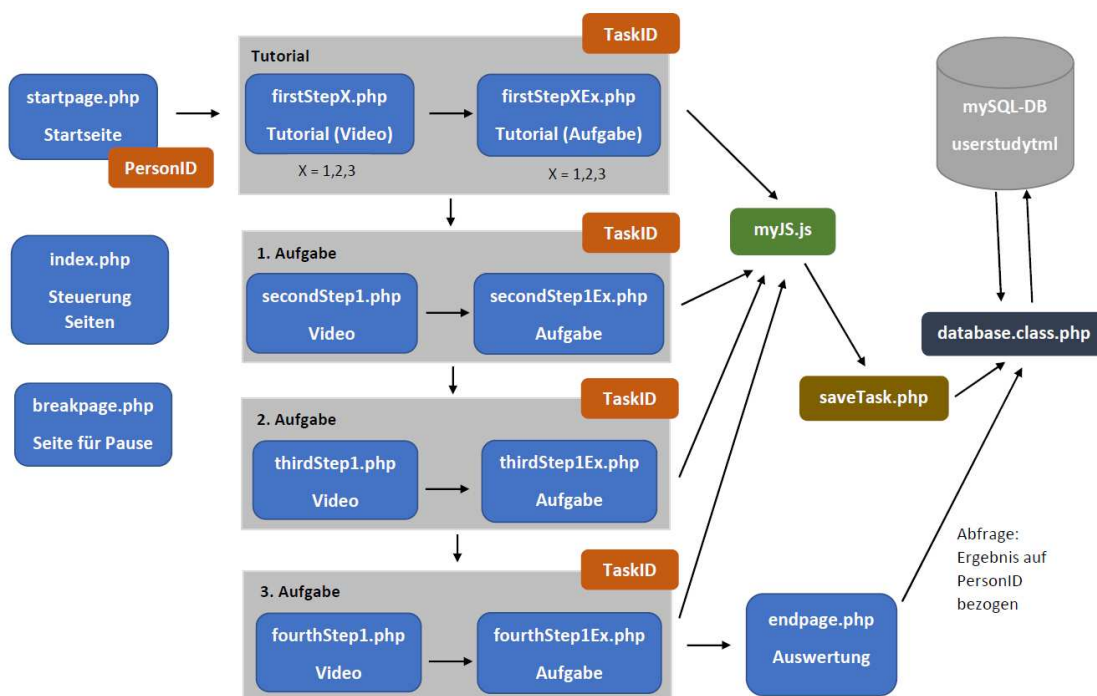 startpage.php
Startseite
PersonID
index.php
Steuerung
Seiten
breakpage.php
Seite für Pause
Tutorial
TaskID
firstStepX.php
Tutorial (Video)
X = 1,2,3
firstStepXEx.php
Tutorial (Aufgabe)
X = 1,2,3
1. Aufgabe
TaskID
secondStep1.php
Video
secondStep1Ex.php
Aufgabe
2. Aufgabe
TaskID
thirdStep1.php
Video
thirdStep1Ex.php
Aufgabe
3. Aufgabe
TaskID
fourthStep1.php
Video
fourthStep1Ex.php
Aufgabe
myJS.js
saveTask.php
endpage.php
Auswertung
mySQL-DB
userstudytml
database.class.php
Abfrage:
Ergebnis auf
PersonID
bezogen